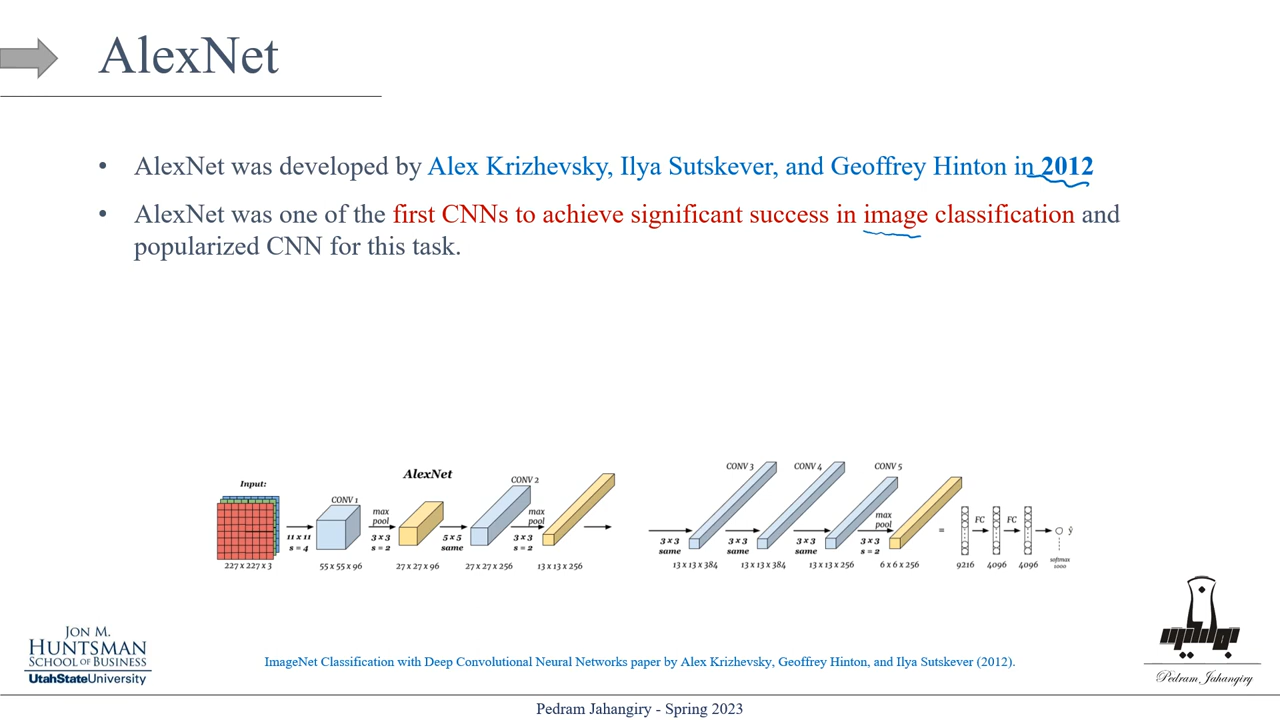 AlexNet
• AlexNet was developed by Alex Krizhevsky, Ilya Sutskever, and Geoffrey Hinton in 2012
• AlexNet was one of the first CNNs to achieve significant success in image classification and
popularized CNN for this task.
AlexNet
Input:
227 x 227 x 3
11 x 11
s = 4
CONV 1
55 x 55 x 96
max
pool
3 x 3
s = 2
27 x 27 x 96
5 x 5
same
CONV 2
27 x 27 x 256
max
pool
3 x 3
s = 2
13 x 13 x 256
3 x 3
same
CONV 3
13 x 13 x 384
3 x 3
same
CONV 4
13 x 13 x 384
3 x 3
same
CONV 5
13 x 13 x 256
max
pool
3 x 3
s = 2
6 x 6 x 256
=
9216
FC
4096
FC
4096
ŷ
softmax
1000
JON M.
HUNTSMAN
SCHOOL OF BUSINESS
UtahStateUniversity
ImageNet Classification with Deep Convolutional Neural Networks paper by Alex Krizhevsky, Geoffrey Hinton, and Ilya Sutskever (2012).
Pedram Jahangiry
Pedram Jahangiry - Spring 2023